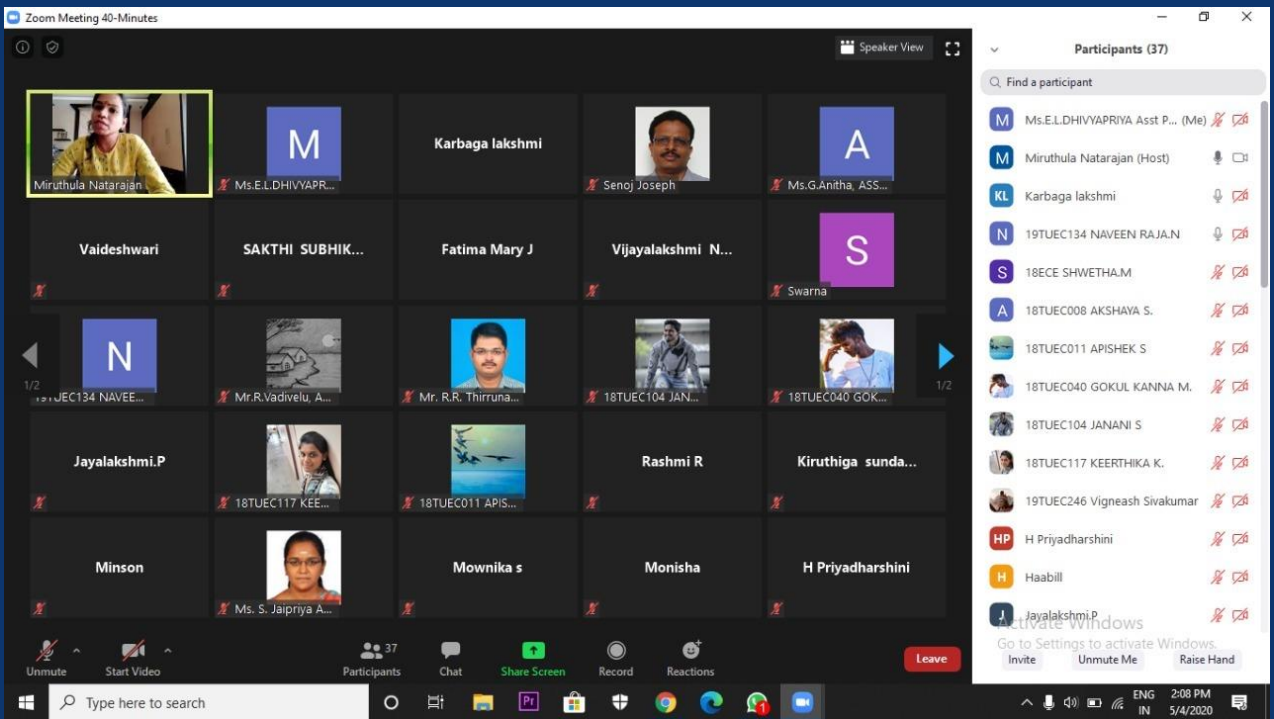 Zoom Meeting 40-Minutes
Speaker View
Miruthula Natarajan
Ms.E.L.DHIVYAPR...
M
Karbaga lakshmi
Senoj Joseph
A
Ms.G.Anitha, ASS...
Vaideshwari
SAKTHI SUBHIK...
Fatima Mary J
Vijayalakshmi N...
S
Swarna
N
1/2
19TUEC134 NAVEE...
Mr.R.Vadivelu, A...
Mr. R.R. Thirruna...
18TUEC104 JAN...
18TUEC040 GOK...
1/2
Jayalakshmi.P
18TUEC117 KEE...
18TUEC011 APIS...
Rashmi R
Kiruthiga sunda...
Minson
Ms. S. Jaipriya A...
Mownika s
Monisha
H Priyadharshini
Unmute
Start Video
37
Participants
Chat
Share Screen
Record
Reactions
Leave
Participants (37)
Find a participant
M Ms.E.L.DHIVYAPRIYA Asst P... (Me)
M Miruthula Natarajan (Host)
KL Karbaga lakshmi
N 19TUEC134 NAVEEN RAJA.N
S 18ECE SHWETHA.M
A 18TUEC008 AKSHAYA S.
18TUEC011 APISHEK S
18TUEC040 GOKUL KANNA M.
18TUEC104 JANANI S
18TUEC117 KEERTHIKA K.
19TUEC246 Vigneash Sivakumar
HP H Priyadharshini
H Haabill
J Jayalakshmi.P
Activate Windows
Go to Settings to activate Windows.
Invite
Unmute Me
Raise Hand
Type here to search
Pr
1
ENG
IN
2:08 PM
5/4/2020